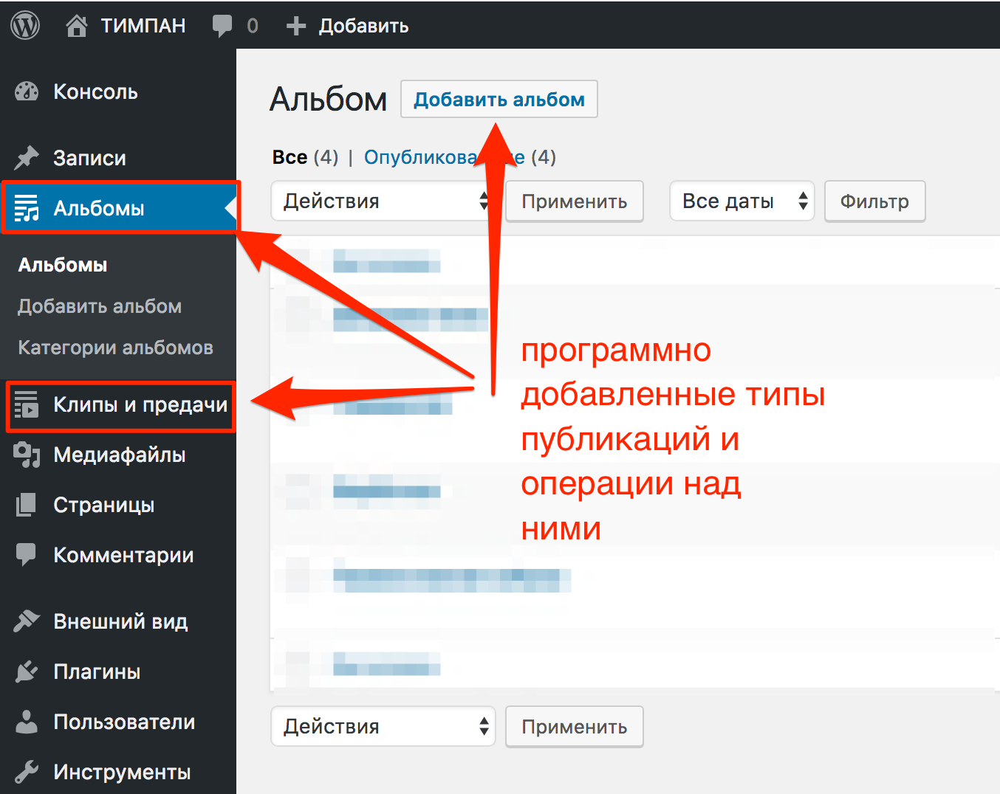 ТИМПАН 0 Добавить
Консоль
Записи
Альбомы
Альбомы
Добавить альбом
Категории альбомов
Клипы и предачи
Медиафайлы
Страницы
Комментарии
Внешний вид
Плагины
Пользователи
Инструменты
Альбом Добавить альбом
Все (4) | (4)
Действия Применить Все даты Фильтр
программно
добавленные типы
публикаций и
операции над
ними
Действия Применить